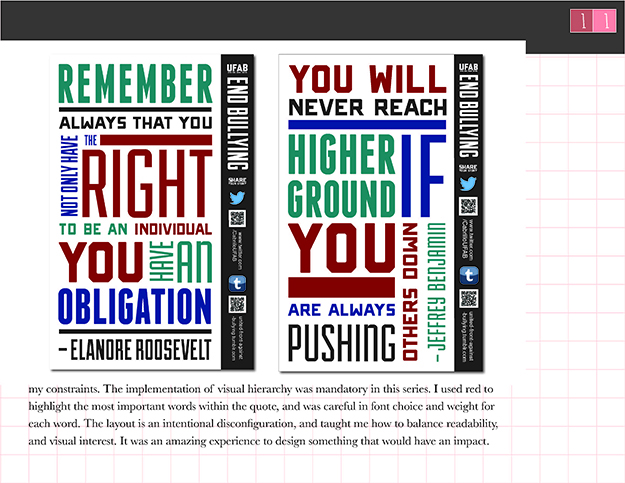 1 1
REMEMBER
ALWAYS THAT YOU
NOT ONLY HAVE
THE
RIGHT
TO BE AN INDIVIDUAL
YOU
HAVE
AN
OBLIGATION
– ELANORE ROOSEVELT
UFAB
END BULLYING
SHARE
YOUR STORY
www.twitter.com
/CabrilloUFAB
t
united-front-against
-bullying.tumblr.com
YOU WILL
NEVER REACH
HIGHER
GROUND
IF
YOU
ARE ALWAYS
PUSHING
OTHERS DOWN
–JEFFREY BENJAMIN
UFAB
END BULLYING
SHARE
YOUR STORY
www.twitter.com
/CabrilloUFAB
t
united-front-against
-bullying.tumblr.com
my constraints. The implementation of visual hierarchy was mandatory in this series. I used red to
highlight the most important words within the quote, and was careful in font choice and weight for
each word. The layout is an intentional disconfiguration, and taught me how to balance readability,
and visual interest. It was an amazing experience to design something that would have an impact.